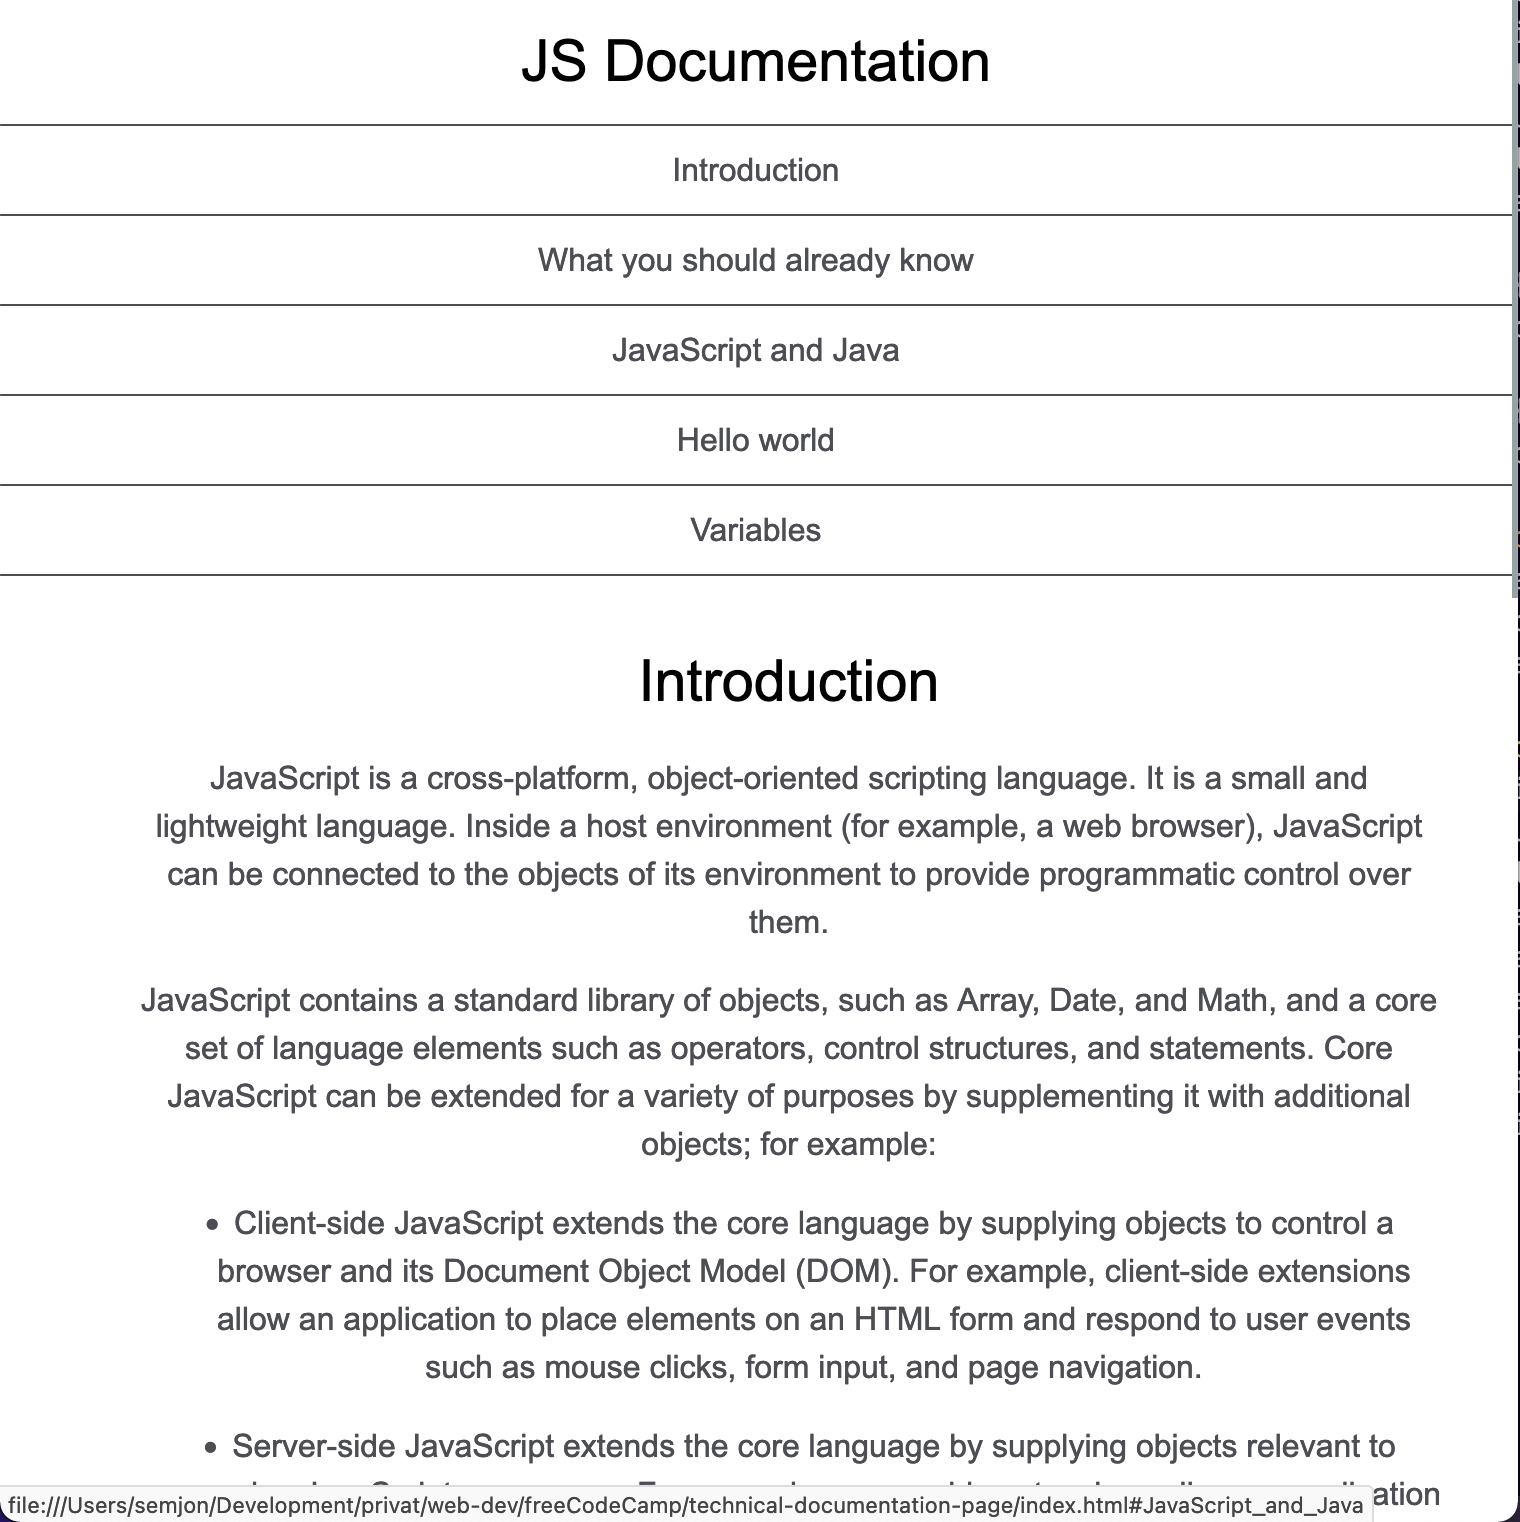 JS Documentation
Introduction
What you should already know
JavaScript and Java
Hello world
Variables
Introduction
JavaScript is a cross-platform, object-oriented scripting language. It is a small and
lightweight language. Inside a host environment (for example, a web browser), JavaScript
can be connected to the objects of its environment to provide programmatic control over
them.
JavaScript contains a standard library of objects, such as Array, Date, and Math, and a core
set of language elements such as operators, control structures, and statements. Core
JavaScript can be extended for a variety of purposes by supplementing it with additional
objects; for example:
• Client-side JavaScript extends the core language by supplying objects to control a
browser and its Document Object Model (DOM). For example, client-side extensions
allow an application to place elements on an HTML form and respond to user events
such as mouse clicks, form input, and page navigation.
• Server-side JavaScript extends the core language by supplying objects relevant to
file:///Users/semjon/Development/privat/web-dev/freeCodeCamp/technical-documentation-page/index.html#JavaScript_and_Java